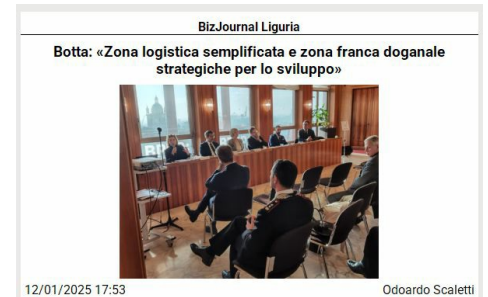 BizJournal Liguria
Botta: «Zona logistica semplificata e zona franca doganale
strategiche per lo sviluppo»
12/01/2025 17:53
Odoardo Scaletti